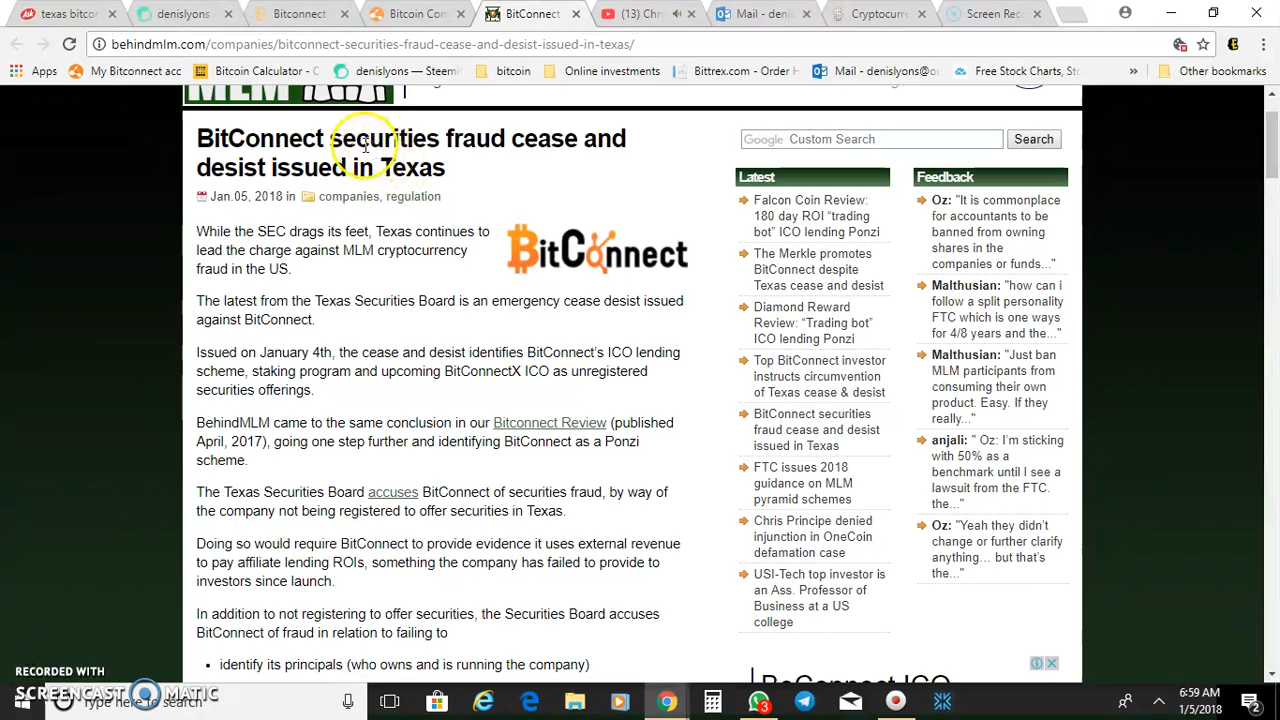 texas bitco
denislyons
Bitconnect
Bitcoin Com
BitConnect
(13) Chr
Mail - denis
Cryptocurre
Screen Rec
behindmlm.com/companies/bitconnect-securities-fraud-cease-and-desist-issued-in-texas/
Apps
My Bitconnect acc
Bitcoin Calculator - C
denislyons — Steem
bitcoin
Online investments
Bittrex.com - Order H
Mail - denislyons@ou
Free Stock Charts, St
Other bookmarks
MLM
BitConnect securities fraud cease and
desist issued in Texas
Jan.05, 2018 in companies, regulation
While the SEC drags its feet, Texas continues to
lead the charge against MLM cryptocurrency
fraud in the US.
BitConnect
The latest from the Texas Securities Board is an emergency cease desist issued
against BitConnect.
Issued on January 4th, the cease and desist identifies BitConnect's ICO lending
scheme, staking program and upcoming BitConnectX ICO as unregistered
securities offerings.
BehindMLM came to the same conclusion in our Bitconnect Review (published
April, 2017), going one step further and identifying BitConnect as a Ponzi
scheme.
The Texas Securities Board accuses BitConnect of securities fraud, by way of
the company not being registered to offer securities in Texas.
Doing so would require BitConnect to provide evidence it uses external revenue
to pay affiliate lending ROIs, something the company has failed to provide to
investors since launch.
In addition to not registering to offer securities, the Securities Board accuses
BitConnect of fraud in relation to failing to
• identify its principals (who owns and is running the company)
Google Custom Search
Search
Latest
Falcon Coin Review:
180 day ROI “trading
bot” ICO lending Ponzi
The Merkle promotes
BitConnect despite
Texas cease and desist
Diamond Reward
Review: “Trading bot”
ICO lending Ponzi
Top BitConnect investor
instructs circumvention
of Texas cease & desist
BitConnect securities
fraud cease and desist
issued in Texas
FTC issues 2018
guidance on MLM
pyramid schemes
Chris Principe denied
injunction in OneCoin
defamation case
USI-Tech top investor is
an Ass. Professor of
Business at a US
college
Feedback
Oz: "It is commonplace
for accountants to be
banned from owning
shares in the
companies or funds..."
Malthusian: "how can i
follow a split personality
FTC which is one ways
for 4/8 years and the..."
Malthusian: "Just ban
MLM participants from
consuming their own
product. Easy. If they
really..."
anjali: " Oz: I'm sticking
with 50% as a
benchmark until I see a
lawsuit from the FTC.
the..."
Oz: "Yeah they didn't
change or further clarify
anything… but that's
the..."
RECORDED WITH
SCREENCAST MATIC
Type here to search
3
6:59 AM
1/5/2018
2